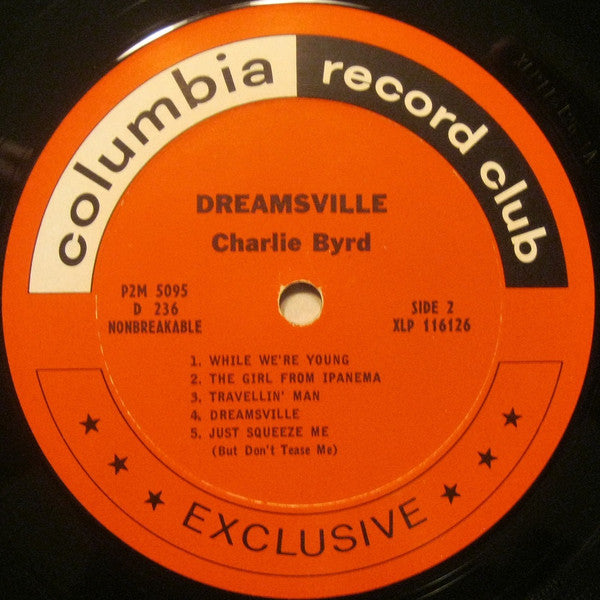 columbia record club
DREAMSVILLE
Charlie Byrd
P2M 5095
D 236
NONBREAKABLE
SIDE 2
XLP 116126
1. WHILE WE'RE YOUNG
2. THE GIRL FROM IPANEMA
3. TRAVELLIN' MAN
4. DREAMSVILLE
5. JUST SQUEEZE ME
(But Don't Tease Me)
EXCLUSIVE